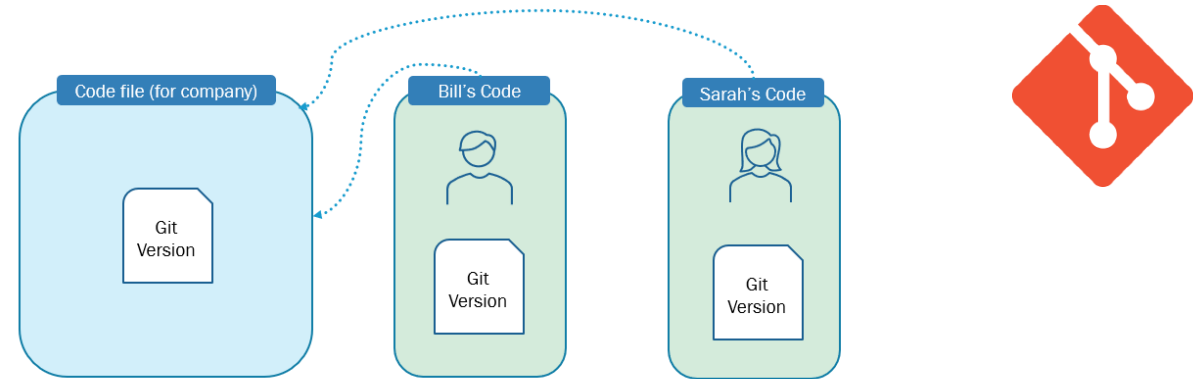 Code file (for company)
Bill's Code
Sarah's Code
Git
Version
Git
Version
Git
Version